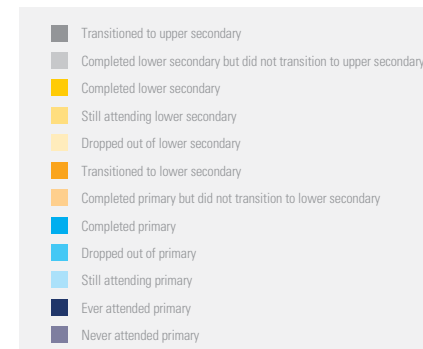 Transitioned to upper secondary
Completed lower secondary but did not transition to upper secondary
Completed lower secondary
Still attending lower secondary
Dropped out of lower secondary
Transitioned to lower secondary
Completed primary but did not transition to lower secondary
Completed primary
Dropped out of primary
Still attending primary
Ever attended primary
Never attended primary